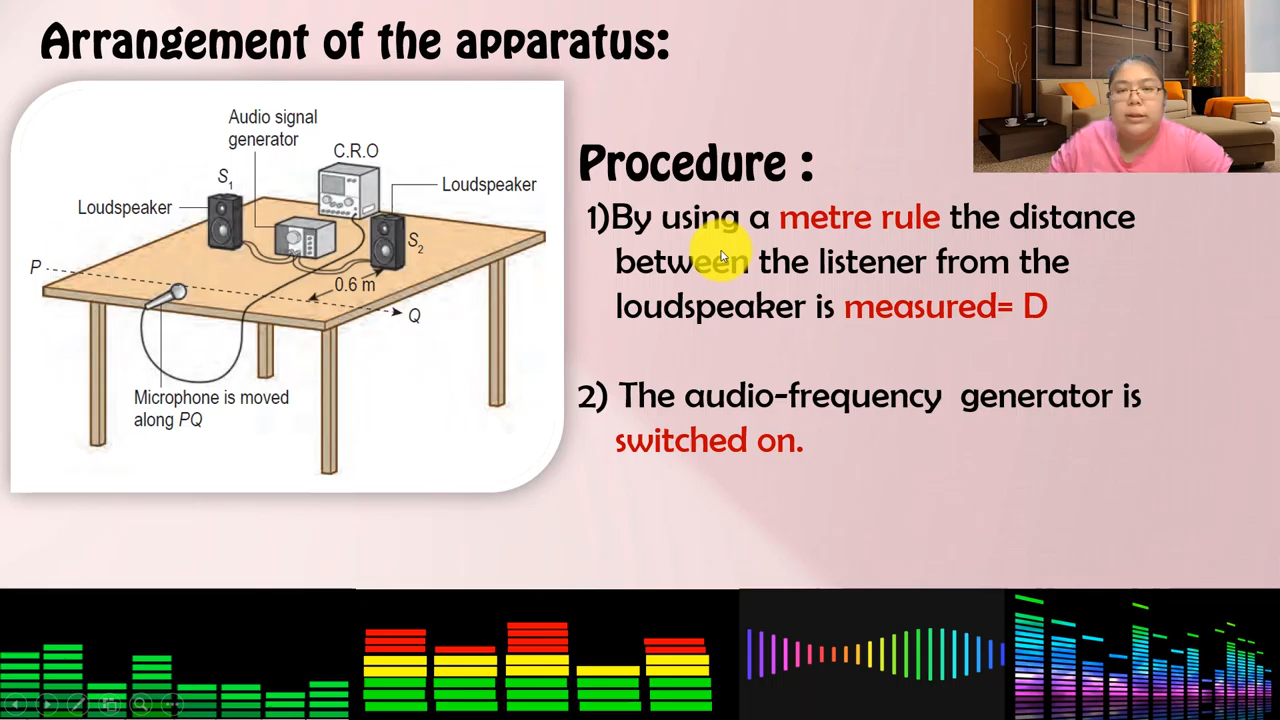 Arrangement of the apparatus:
Audio signal
generator
C.R.O
S1
Loudspeaker
Loudspeaker
S2
P
0.6 m
Q
Microphone is moved
along PQ
Procedure :
1)By using a metre rule the distance
between the listener from the
loudspeaker is measured= D
2) The audio-frequency generator is
switched on.